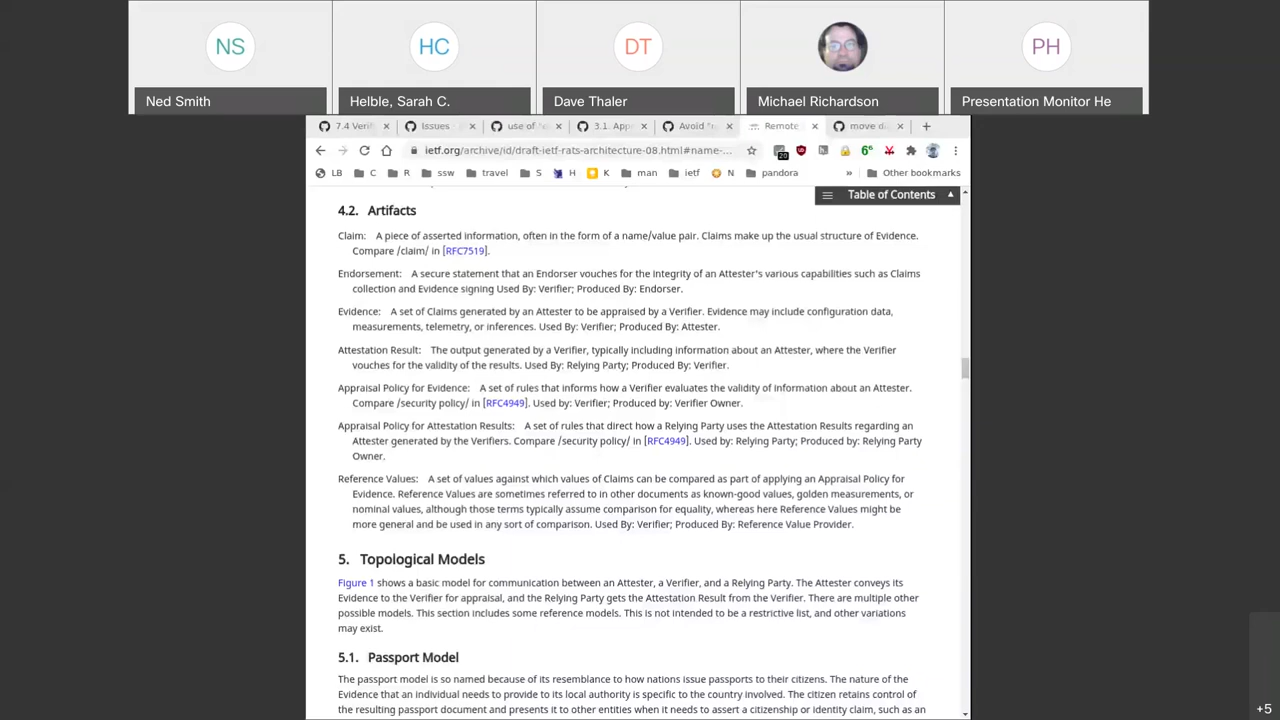 NS
HC
DT
PH
Ned Smith
Helble, Sarah C.
Dave Thaler
Michael Richardson
Presentation Monitor He
7.4 Verifi
Issues
use of
3.1. App
Avoid
Remote
move da
20
ietf.org/archive/id/draft-ietf-rats-architecture-08.html#name-...
LB
C
R
ssw
travel
S
H
K
man
ietf
N
pandora
»
Other bookmarks
Table of Contents
4.2. Artifacts
Claim: A piece of asserted information, often in the form of a name/value pair. Claims make up the usual structure of Evidence.
Compare /claim/ in [RFC7519].
Endorsement: A secure statement that an Endorser vouches for the integrity of an Attester's various capabilities such as Claims
collection and Evidence signing Used By: Verifier; Produced By: Endorser.
Evidence: A set of Claims generated by an Attester to be appraised by a Verifier. Evidence may include configuration data,
measurements, telemetry, or inferences. Used By: Verifier; Produced By: Attester.
Attestation Result: The output generated by a Verifier, typically including information about an Attester, where the Verifier
vouches for the validity of the results. Used By: Relying Party; Produced By: Verifier.
Appraisal Policy for Evidence: A set of rules that informs how a Verifier evaluates the validity of information about an Attester.
Compare /security policy/ in [RFC4949]. Used by: Verifier; Produced by: Verifier Owner.
Appraisal Policy for Attestation Results: A set of rules that direct how a Relying Party uses the Attestation Results regarding an
Attester generated by the Verifiers. Compare /security policy/ in [RFC4949]. Used by: Relying Party; Produced by: Relying Party
Owner.
Reference Values: A set of values against which values of Claims can be compared as part of applying an Appraisal Policy for
Evidence. Reference Values are sometimes referred to in other documents as known-good values, golden measurements, or
nominal values, although those terms typically assume comparison for equality, whereas here Reference Values might be
more general and be used in any sort of comparison. Used By: Verifier; Produced By: Reference Value Provider.
5. Topological Models
Figure 1 shows a basic model for communication between an Attester, a Verifier, and a Relying Party. The Attester conveys its
Evidence to the Verifier for appraisal, and the Relying Party gets the Attestation Result from the Verifier. There are multiple other
possible models. This section includes some reference models. This is not intended to be a restrictive list, and other variations
may exist.
5.1. Passport Model
The passport model is so named because of its resemblance to how nations issue passports to their citizens. The nature of the
Evidence that an individual needs to provide to its local authority is specific to the country involved. The citizen retains control of
the resulting passport document and presents it to other entities when it needs to assert a citizenship or identity claim, such as an
+5